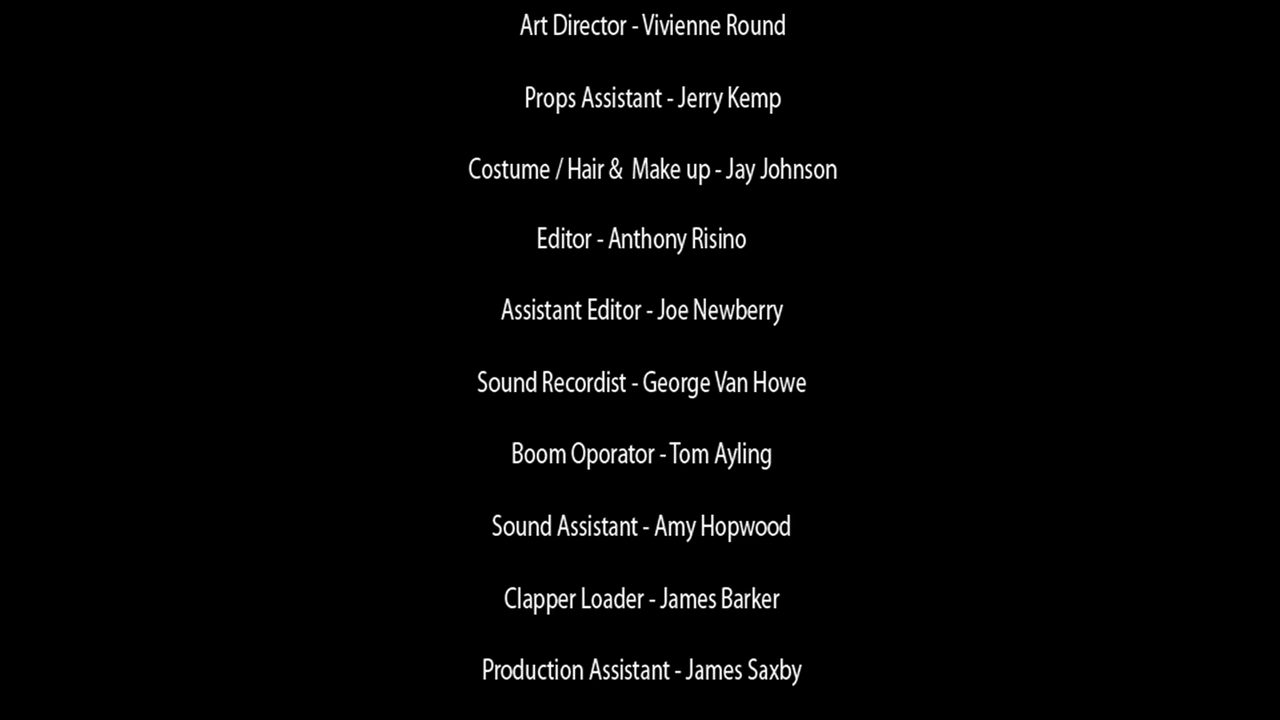 Art Director - Vivienne Round
Props Assistant - Jerry Kemp
Costume / Hair &  Make up - Jay Johnson
Editor - Anthony Risino
Assistant Editor - Joe Newberry
Sound Recordist - George Van Howe
Boom Oporator - Tom Ayling
Sound Assistant - Amy Hopwood
Clapper Loader - James Barker
Production Assistant - James Saxby